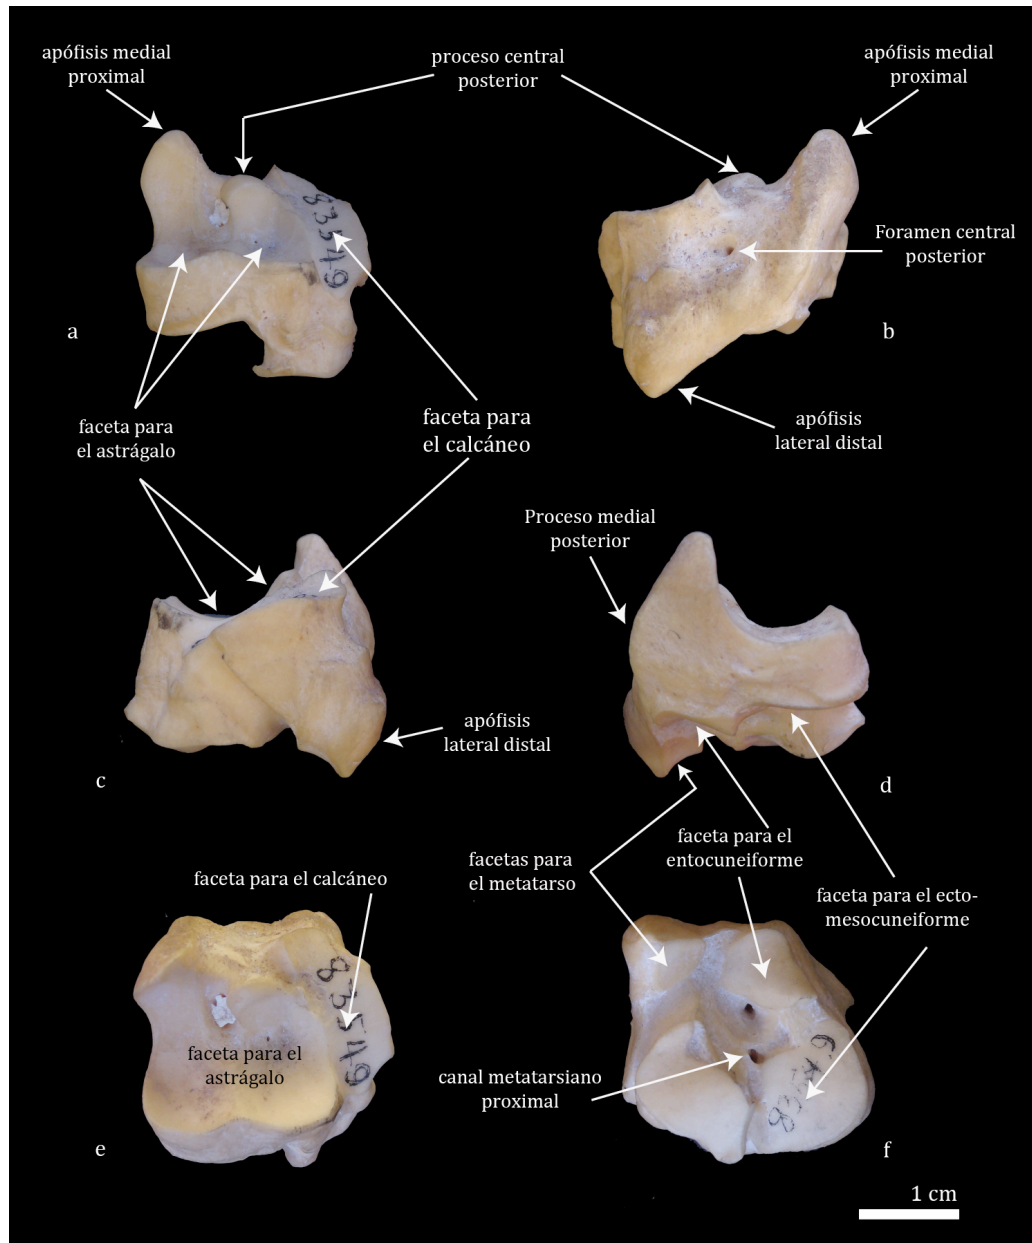 apófisis medial
proximal
proceso central
posterior
apófisis medial
proximal
83549
Foramen central
posterior
a
b
faceta para
el astrágalo
faceta para
el calcáneo
apófisis
lateral distal
Proceso medial
posterior
apófisis
lateral distal
c
d
facetas para
el metatarso
faceta para el
entocuneiforme
faceta para el calcáneo
faceta para el ecto-
mesocuneiforme
83549
faceta para el
astrágalo
canal metatarsiano
proximal
e
f
1 cm